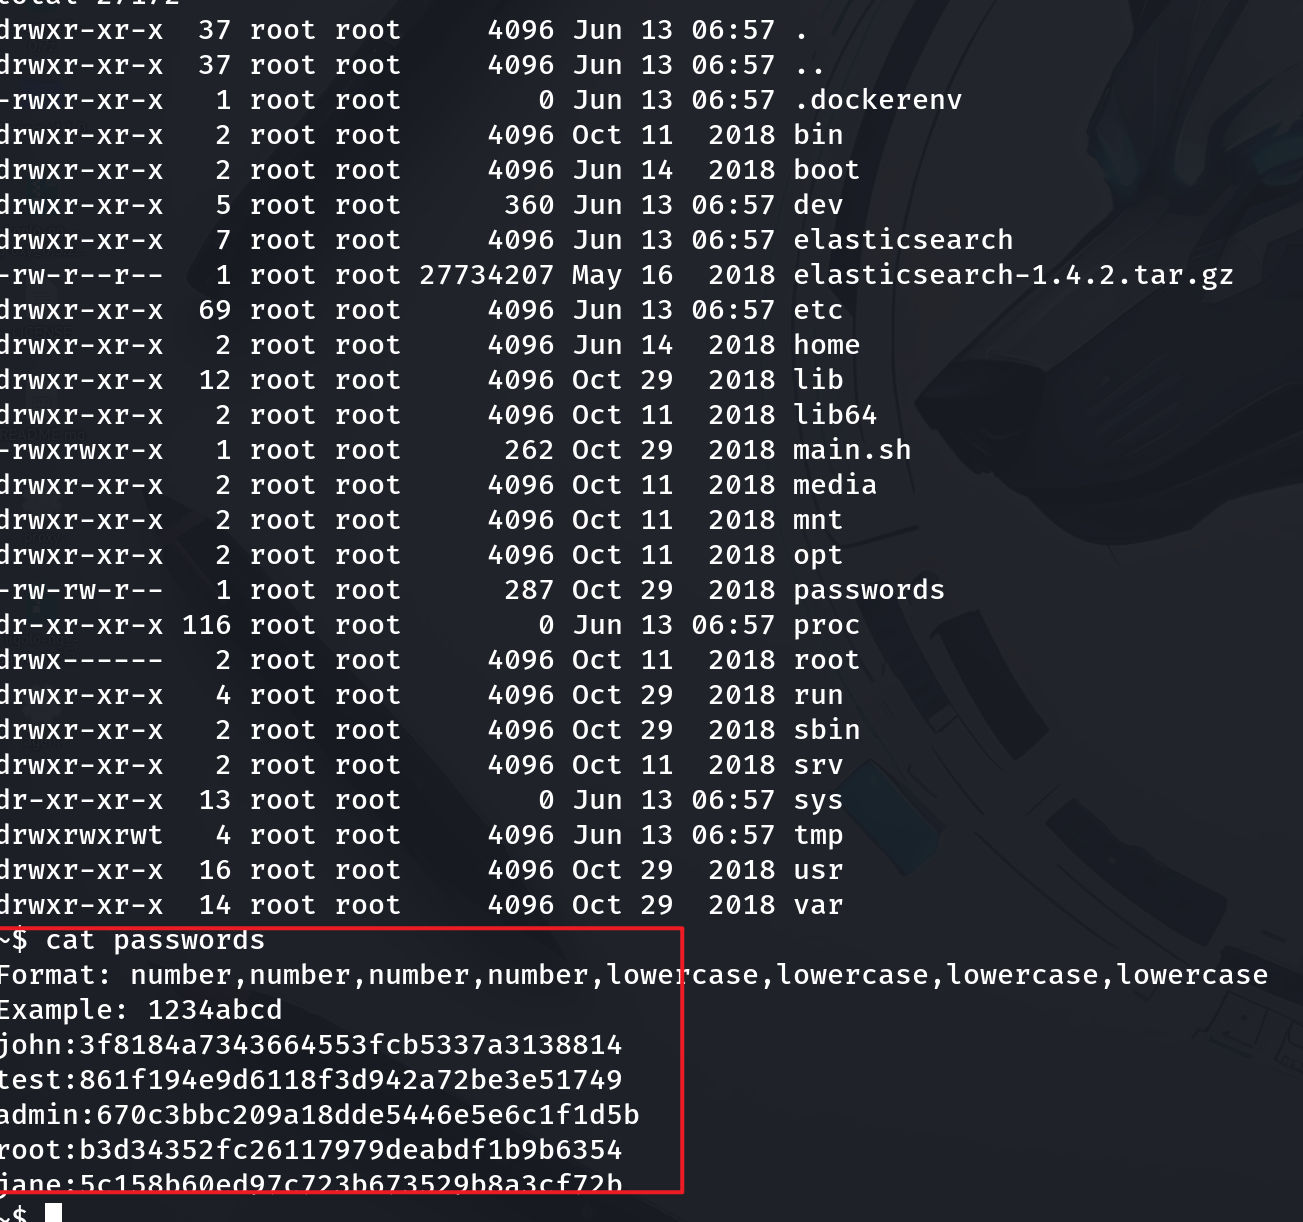 total 27172
drwxr-xr-x 37 root root 4096 Jun 13 06:57 .
drwxr-xr-x 37 root root 4096 Jun 13 06:57 ..
-rwxr-xr-x 1 root root 0 Jun 13 06:57 .dockerenv
drwxr-xr-x 2 root root 4096 Oct 11 2018 bin
drwxr-xr-x 2 root root 4096 Jun 14 2018 boot
drwxr-xr-x 5 root root 360 Jun 13 06:57 dev
drwxr-xr-x 7 root root 4096 Jun 13 06:57 elasticsearch
-rw-r--r-- 1 root root 27734207 May 16 2018 elasticsearch-1.4.2.tar.gz
drwxr-xr-x 69 root root 4096 Jun 13 06:57 etc
drwxr-xr-x 2 root root 4096 Jun 14 2018 home
drwxr-xr-x 12 root root 4096 Oct 29 2018 lib
drwxr-xr-x 2 root root 4096 Oct 11 2018 lib64
-rwxrwxr-x 1 root root 262 Oct 29 2018 main.sh
drwxr-xr-x 2 root root 4096 Oct 11 2018 media
drwxr-xr-x 2 root root 4096 Oct 11 2018 mnt
drwxr-xr-x 2 root root 4096 Oct 11 2018 opt
-rw-rw-r-- 1 root root 287 Oct 29 2018 passwords
dr-xr-xr-x 116 root root 0 Jun 13 06:57 proc
drwx------ 2 root root 4096 Oct 11 2018 root
drwxr-xr-x 4 root root 4096 Oct 29 2018 run
drwxr-xr-x 2 root root 4096 Oct 29 2018 sbin
drwxr-xr-x 2 root root 4096 Oct 11 2018 srv
dr-xr-xr-x 13 root root 0 Jun 13 06:57 sys
drwxrwxrwt 4 root root 4096 Jun 13 06:57 tmp
drwxr-xr-x 16 root root 4096 Oct 29 2018 usr
drwxr-xr-x 14 root root 4096 Oct 29 2018 var
~$ cat passwords
Format: number,number,number,number,lowercase,lowercase,lowercase,lowercase
Example: 1234abcd
john:3f8184a7343664553fcb5337a3138814
test:861f194e9d6118f3d942a72be3e51749
admin:670c3bbc209a18dde5446e5e6c1f1d5b
root:b3d34352fc26117979deabdf1b9b6354
jane:5c158b60ed97c723b673529b8a3cf72b
~$